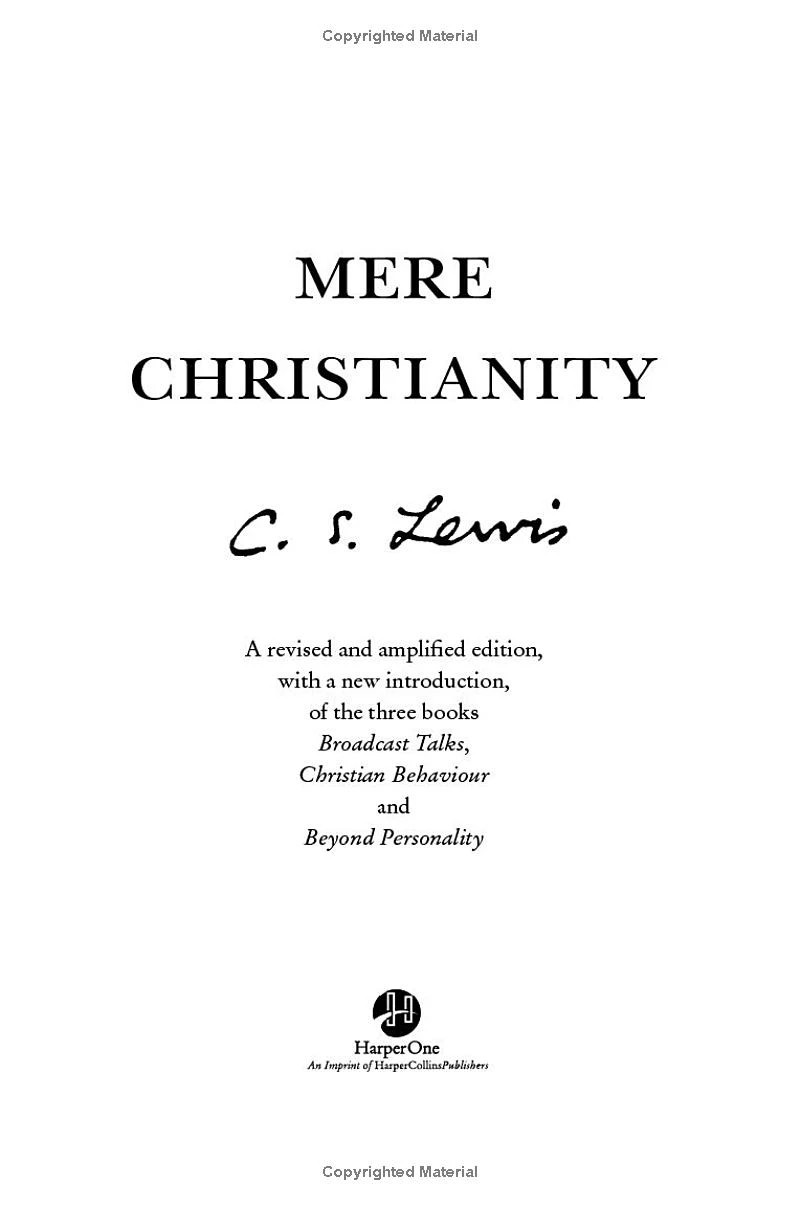 Copyrighted Material
MERE
CHRISTIANITY
C. S. Lewis
A revised and amplified edition,
with a new introduction,
of the three books
Broadcast Talks,
Christian Behaviour
and
Beyond Personality
H
HarperOne
An Imprint of HarperCollinsPublishers
Copyrighted Material